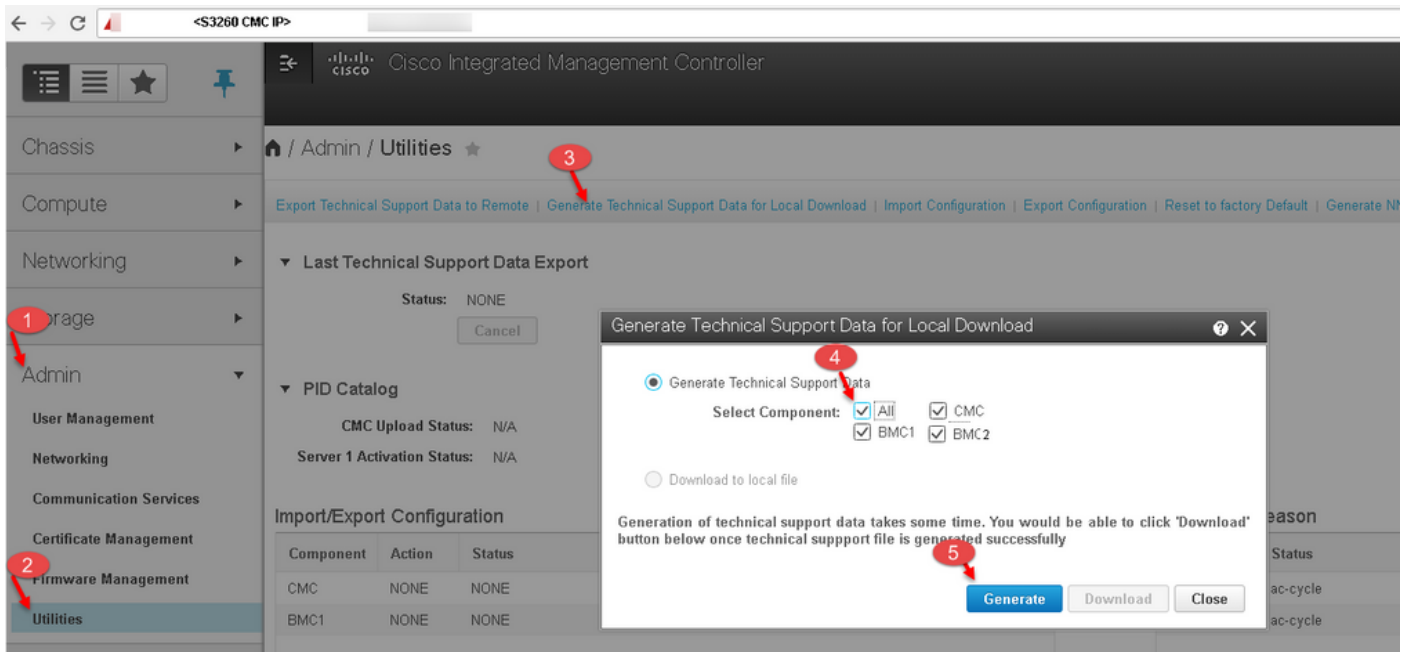 <S3260 CMC IP>
cisco Cisco Integrated Management Controller
Chassis
Compute
Networking
Admin
User Management
Networking
Communication Services
Certificate Management
Firmware Management
Utilities
1
2
/ Admin / Utilities
3
Export Technical Support Data to Remote | Generate Technical Support Data for Local Download | Import Configuration | Export Configuration | Reset to factory Default | Generate
Last Technical Support Data Export
Status: NONE
Cancel
PID Catalog
CMC Upload Status: N/A
Server 1 Activation Status: N/A
Import/Export Configuration
Component Action Status
CMC NONE NONE
BMC1 NONE NONE
Generate Technical Support Data for Local Download
4
Generate Technical Support Data
Select Component: All CMC
BMC1 BMC2
Download to local file
Generation of technical support data takes some time. You would be able to click 'Download'
button below once technical suppport file is generated successfully
5
Generate Download Close
eason
Status
ac-cycle
ac-cycle